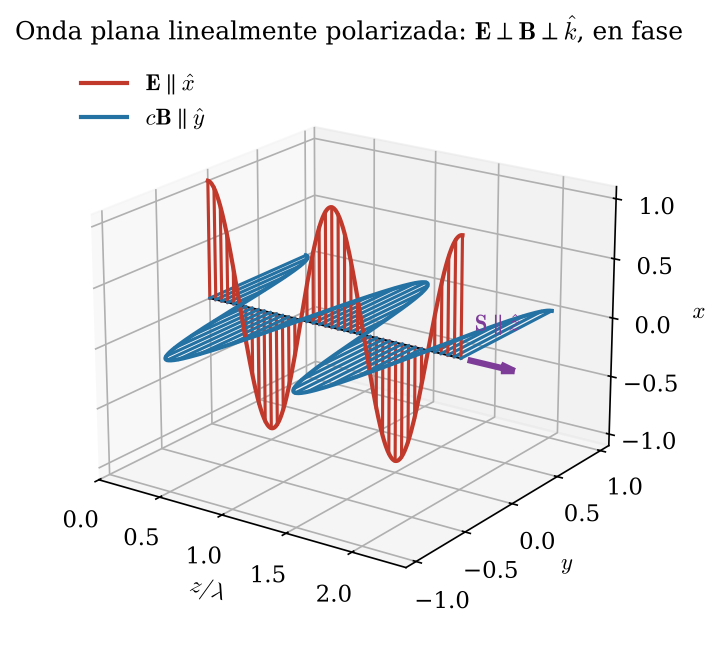 Onda plana linealmente polarizada: E ⊥ B ⊥ k̂, en fase
E ∥ x̂
cB ∥ ŷ
1.0
0.5
0.0
−0.5
−1.0
x
S ∥
0.0
0.5
1.0
1.5
2.0
z/λ
−1.0
−0.5
0.0
0.5
1.0
y